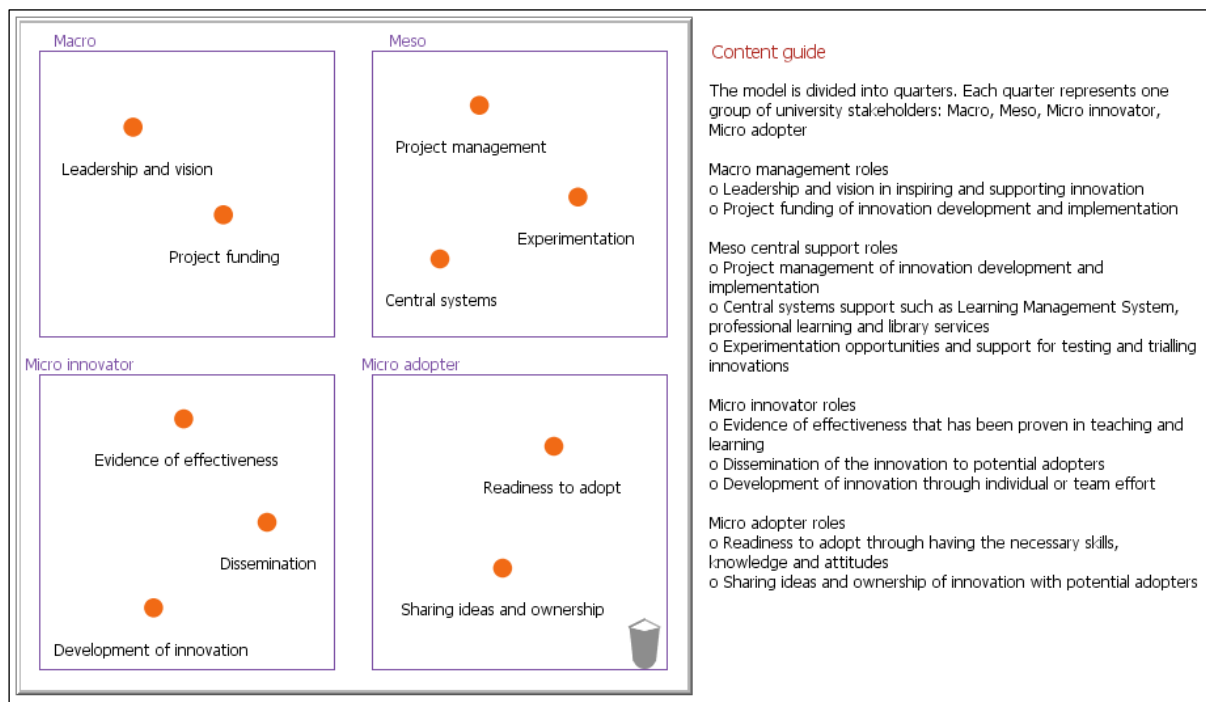 Macro
Leadership and vision
Project funding
Meso
Project management
Experimentation
Central systems
Micro innovator
Evidence of effectiveness
Dissemination
Development of innovation
Micro adopter
Readiness to adopt
Sharing ideas and ownership
Content guide
The model is divided into quarters. Each quarter represents one
group of university stakeholders: Macro, Meso, Micro innovator,
Micro adopter
Macro management roles
o Leadership and vision in inspiring and supporting innovation
o Project funding of innovation development and implementation
Meso central support roles
o Project management of innovation development and
implementation
o Central systems support such as Learning Management System,
professional learning and library services
o Experimentation opportunities and support for testing and trialling
innovations
Micro innovator roles
o Evidence of effectiveness that has been proven in teaching and
learning
o Dissemination of the innovation to potential adopters
o Development of innovation through individual or team effort
Micro adopter roles
o Readiness to adopt through having the necessary skills,
knowledge and attitudes
o Sharing ideas and ownership of innovation with potential adopters